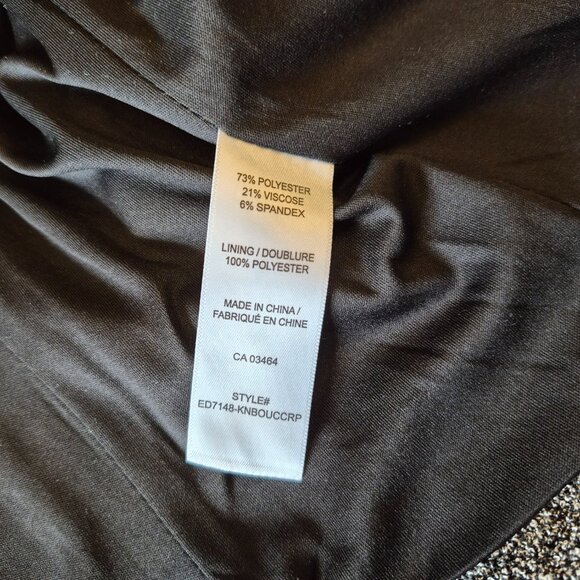 73% POLYESTER
21% VISCOSE
6% SPANDEX
LINING / DOUBLURE
100% POLYESTER
MADE IN CHINA /
FABRIQUÉ EN CHINE
CA 03464
STYLE#
ED7148-KNBOUCCRP